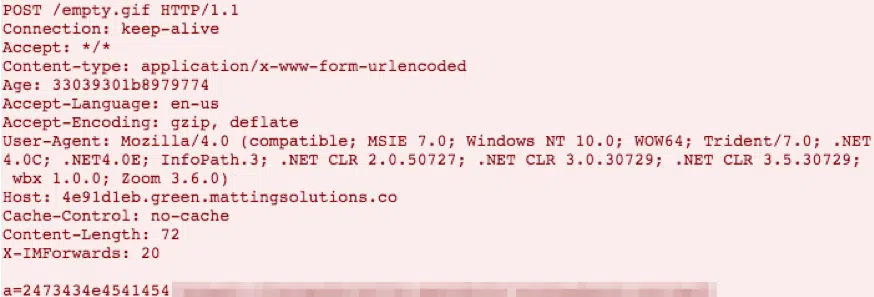 POST /empty.gif HTTP/1.1
Connection: keep-alive
Accept: */*
Content-type: application/x-www-form-urlencoded
Age: 33039301b8979774
Accept-Language: en-us
Accept-Encoding: gzip, deflate
User-Agent: Mozilla/4.0 (compatible; MSIE 7.0; Windows NT 10.0; WOW64; Trident/7.0; .NET
4.0C; .NET4.0E; InfoPath.3; .NET CLR 2.0.50727; .NET CLR 3.0.30729; .NET CLR 3.5.30729;
wbx 1.0.0; Zoom 3.6.0)
Host: 4e91d1eb.green.mattingsolutions.co
Cache-Control: no-cache
Content-Length: 72
X-IMForwards: 20
a=2473434e4541454